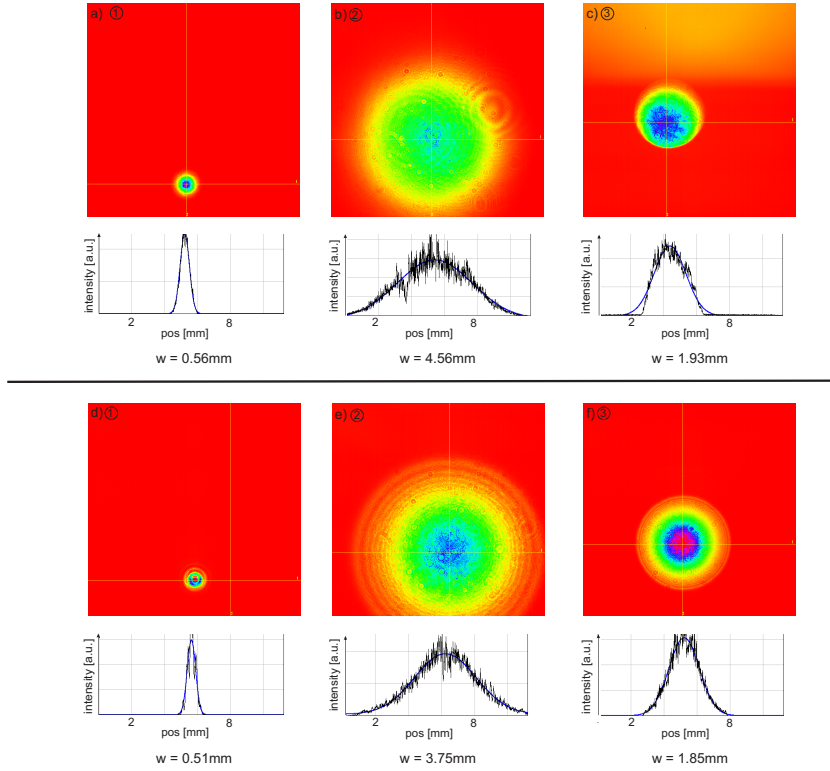 a) ①
b) ②
c) ③
intensity [a.u.]
2
8
pos [mm]
w = 0.56mm
intensity [a.u.]
2
8
pos [mm]
w = 4.56mm
intensity [a.u.]
2
8
pos [mm]
w = 1.93mm
d) ①
e) ②
f) ③
intensity [a.u.]
2
8
pos [mm]
w = 0.51mm
intensity [a.u.]
2
8
pos [mm]
w = 3.75mm
intensity [a.u.]
2
8
pos [mm]
w = 1.85mm